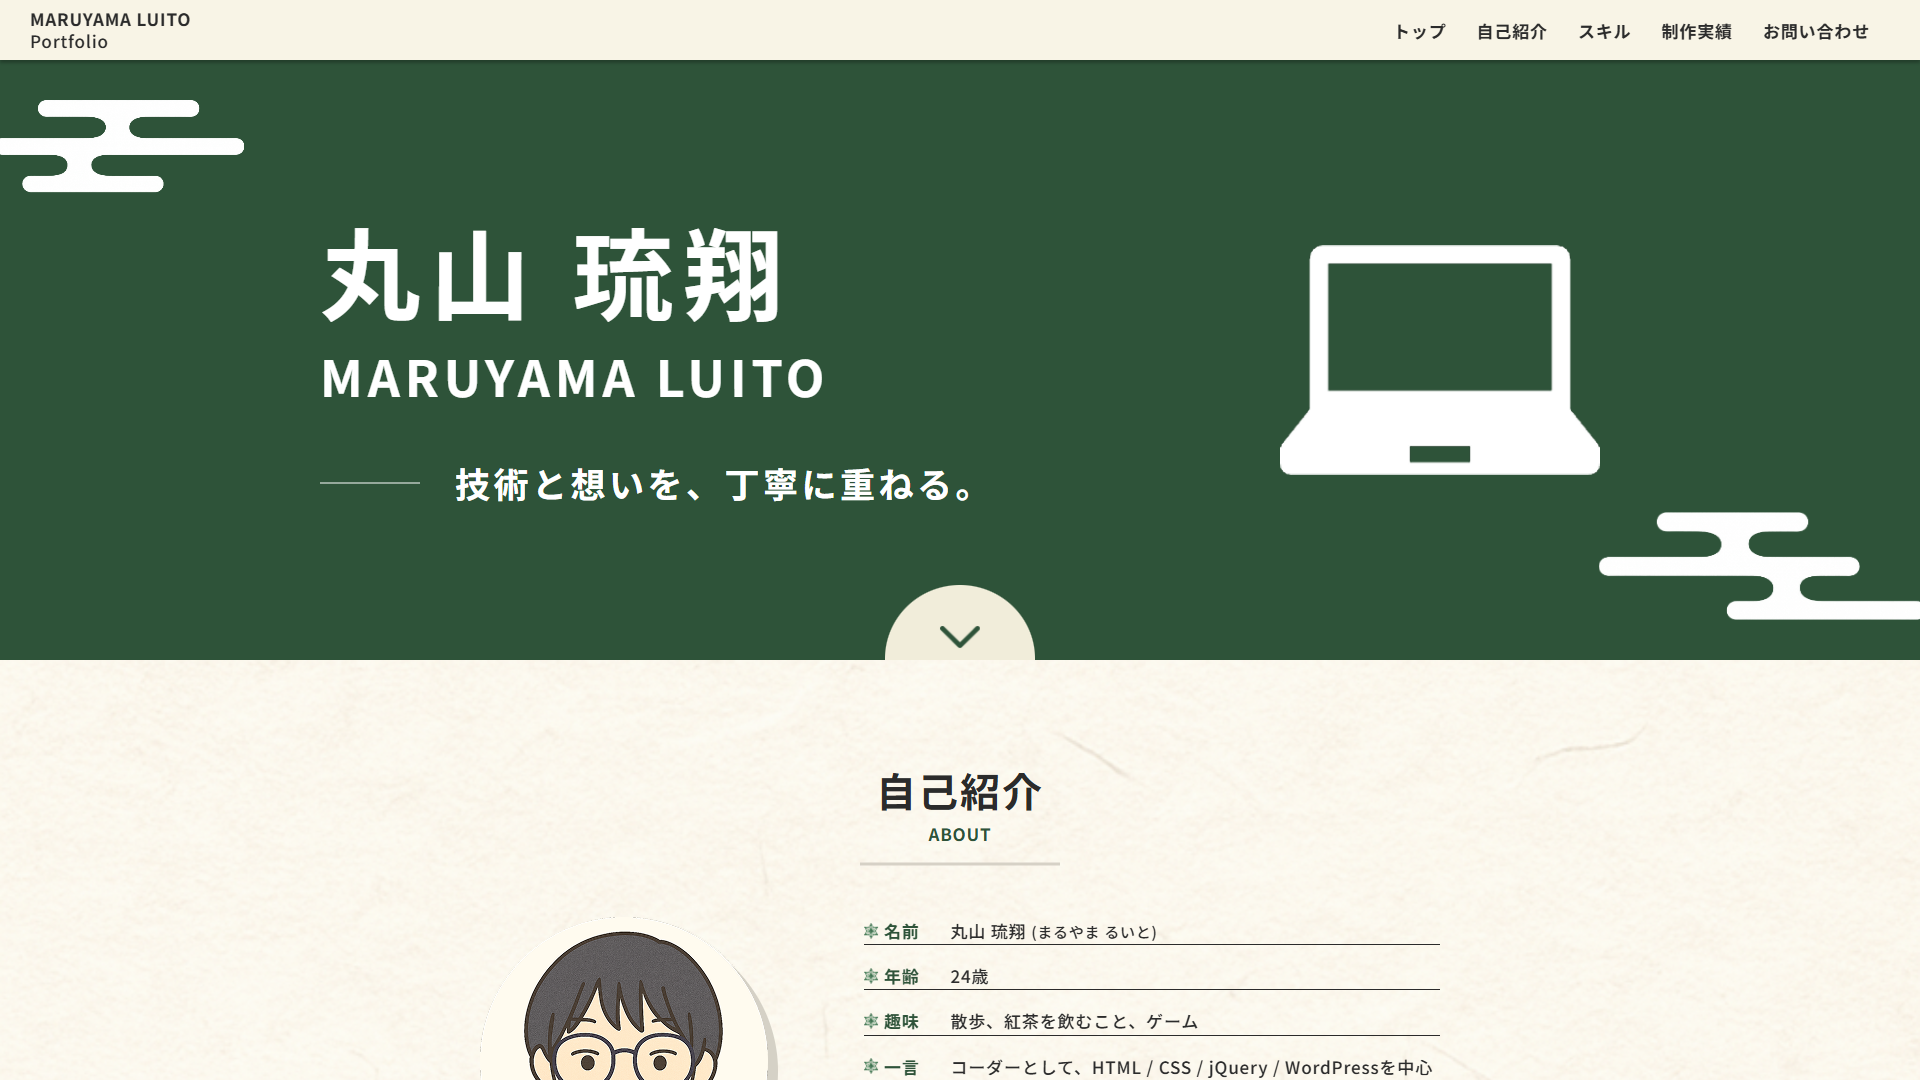 MARUYAMA LUITO
Portfolio
トップ 自己紹介 スキル 制作実績 お問い合わせ
丸山 琉翔
MARUYAMA LUITO
技術と想いを、丁寧に重ねる。
自己紹介
ABOUT
名前 丸山 琉翔 (まるやま るいと)
年齢 24歳
趣味 散歩、紅茶を飲むこと、ゲーム
一言 コーダーとして、HTML / CSS / jQuery / WordPressを中心